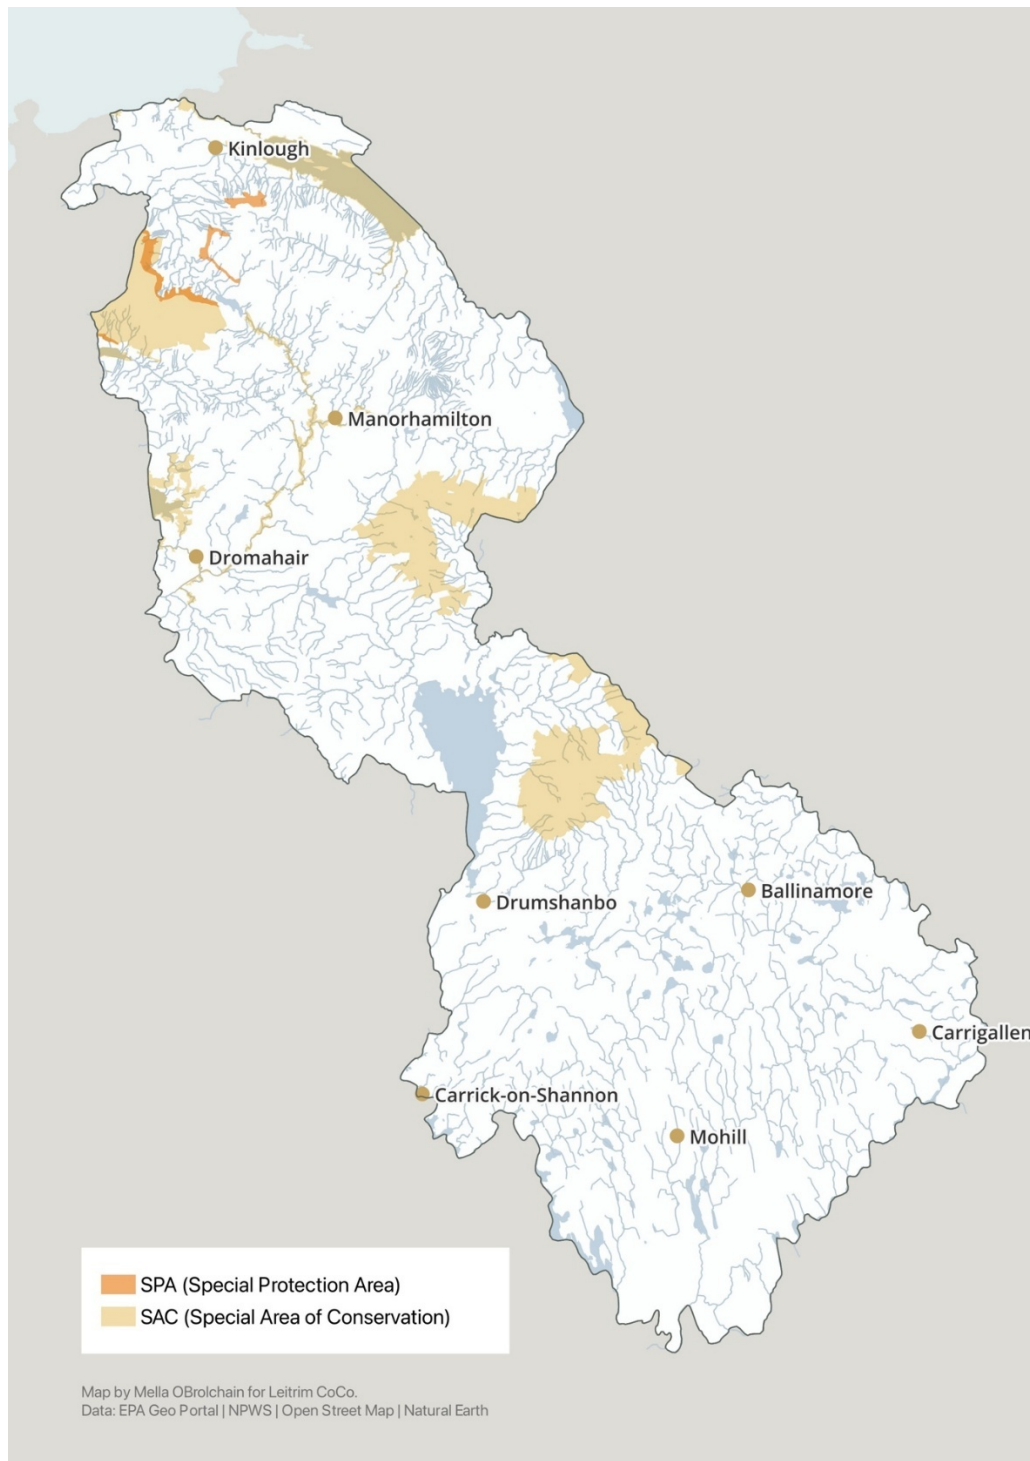 Kinlough
Manorhamilton
Dromahair
Drumshanbo
Ballinamore
Carrigallen
Carrick-on-Shannon
Mohill
SPA (Special Protection Area)
SAC (Special Area of Conservation)
Map by Mella OBrolchain for Leitrim CoCo.
Data: EPA Geo Portal | NPWS | Open Street Map | Natural Earth